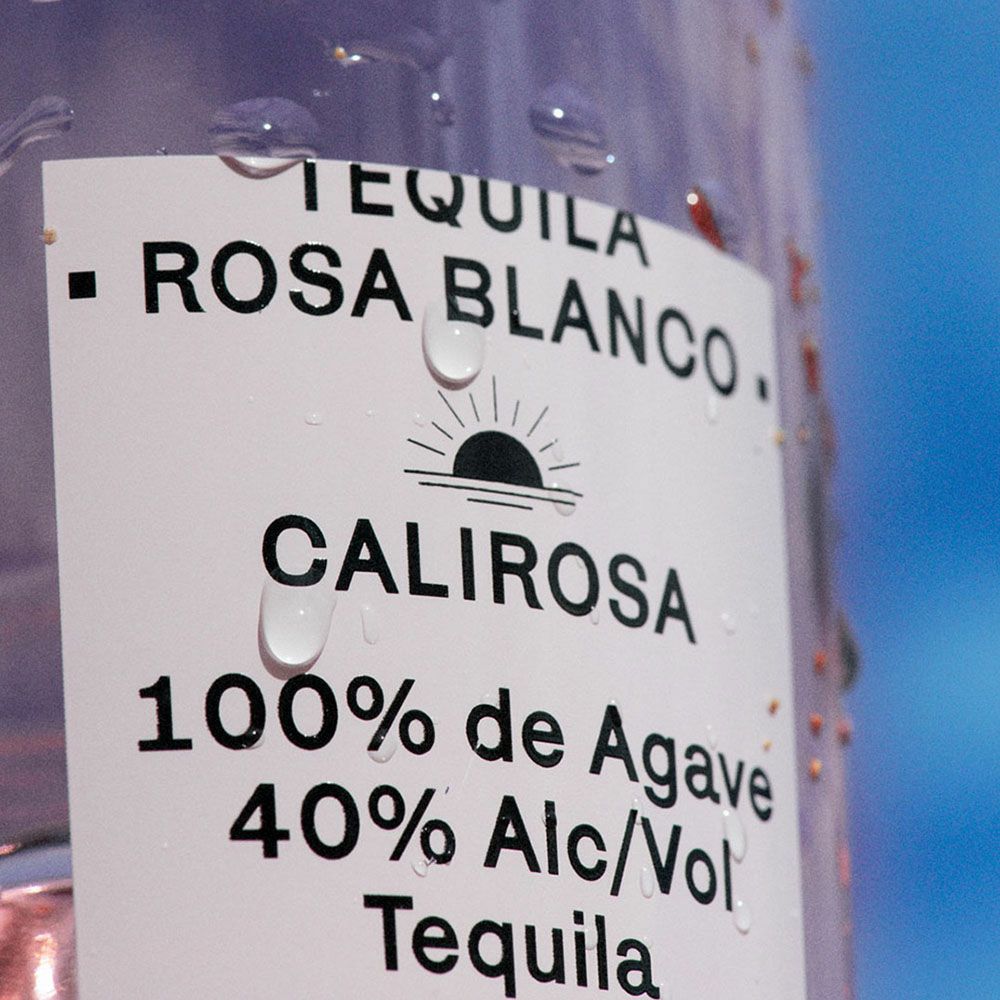 TEQUILA
▪ ROSA BLANCO ▪
CALIROSA
100% de Agave
40% Alc/Vol
Tequila